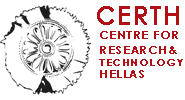 CERTH
CENTRE FOR
RESEARCH &
TECHNOLOGY
HELLAS